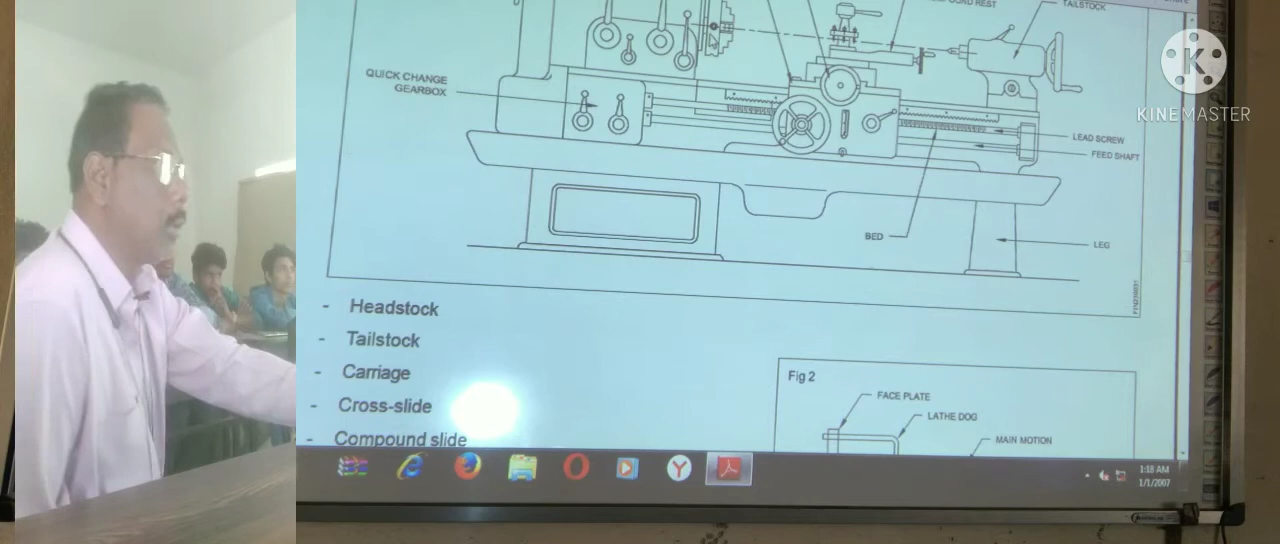 REST
TAILSTOCK
K
KINEMASTER
QUICK CHANGE
GEARBOX
LEAD SCREW
FEED SHAFT
BED
LEG
- Headstock
- Tailstock
- Carriage
- Cross-slide
- Compound slide
Fig 2
FACE PLATE
LATHE DOG
MAIN MOTION
1:18 AM
1/1/2007